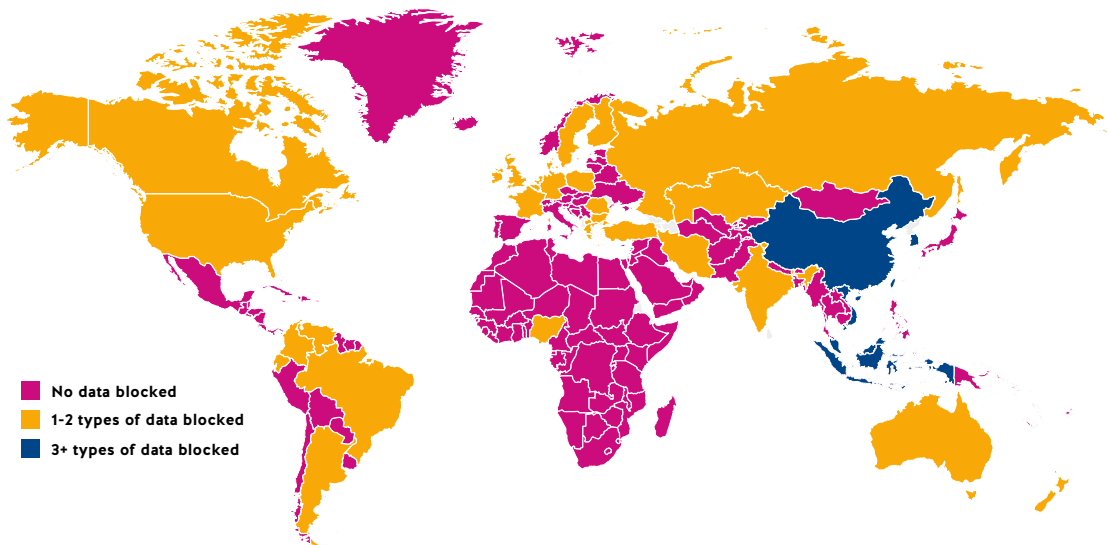 No data blocked
1-2 types of data blocked
3+ types of data blocked